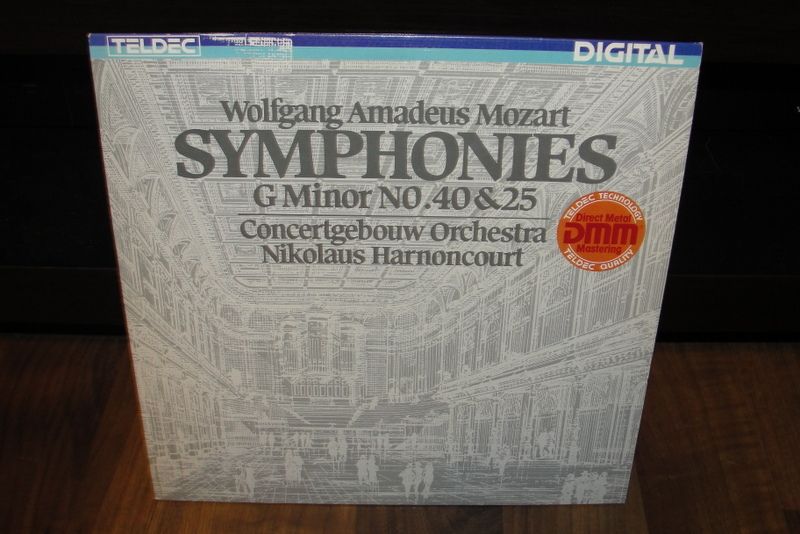 TELDEC
DIGITAL
Wolfgang Amadeus Mozart
SYMPHONIES
G Minor NO. 40 & 25
Concertgebouw Orchestra
Nikolaus Harnoncourt
TELDEC TECHNOLOGY
Direct Metal
DMM
Mastering
TELDEC QUALITY